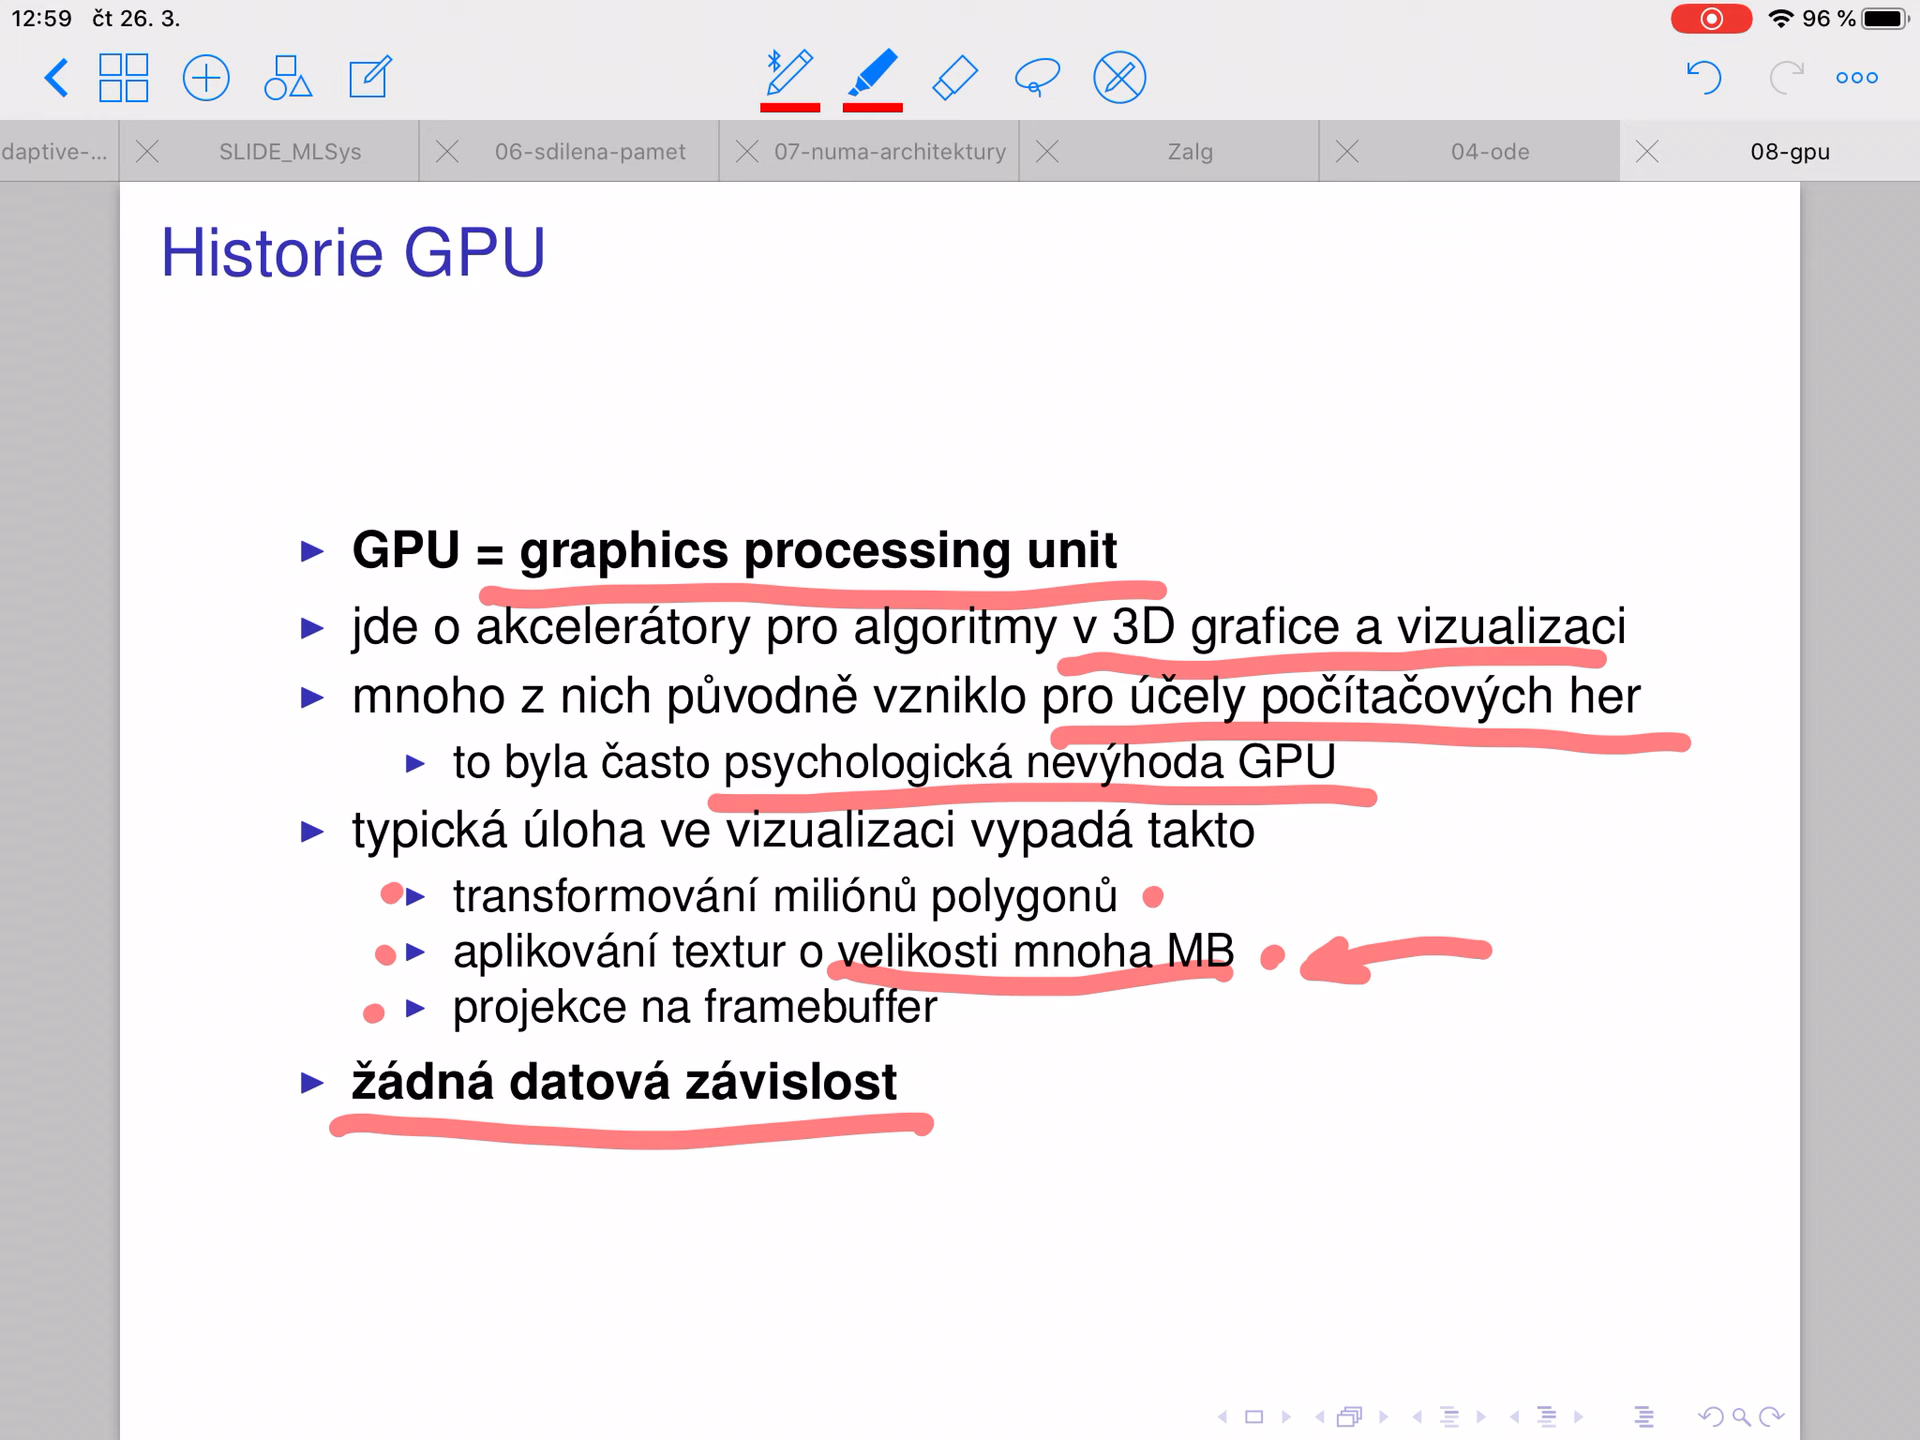 12:59 čt 26. 3.
96 %
daptive-...
SLIDE_MLSys
06-sdilena-pamet
07-numa-architektury
Zalg
04-ode
08-gpu
Historie GPU
GPU = graphics processing unit
jde o akcelerátory pro algoritmy v 3D grafice a vizualizaci
mnoho z nich původně vzniklo pro účely počítačových her
to byla často psychologická nevýhoda GPU
typická úloha ve vizualizaci vypadá takto
transformování miliónů polygonů
aplikování textur o velikosti mnoha MB
projekce na framebuffer
žádná datová závislost